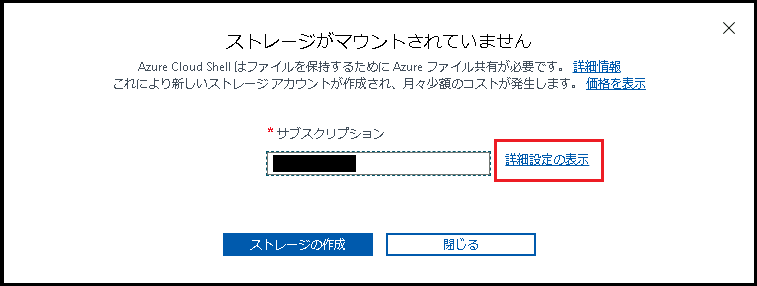 ストレージがマウントされていません
Azure Cloud Shell はファイルを保持するために Azure ファイル共有が必要です。 詳細情報
これにより新しいストレージ アカウントが作成され、月々少額のコストが発生します。 価格を表示
* サブスクリプション
詳細設定の表示
ストレージの作成 閉じる